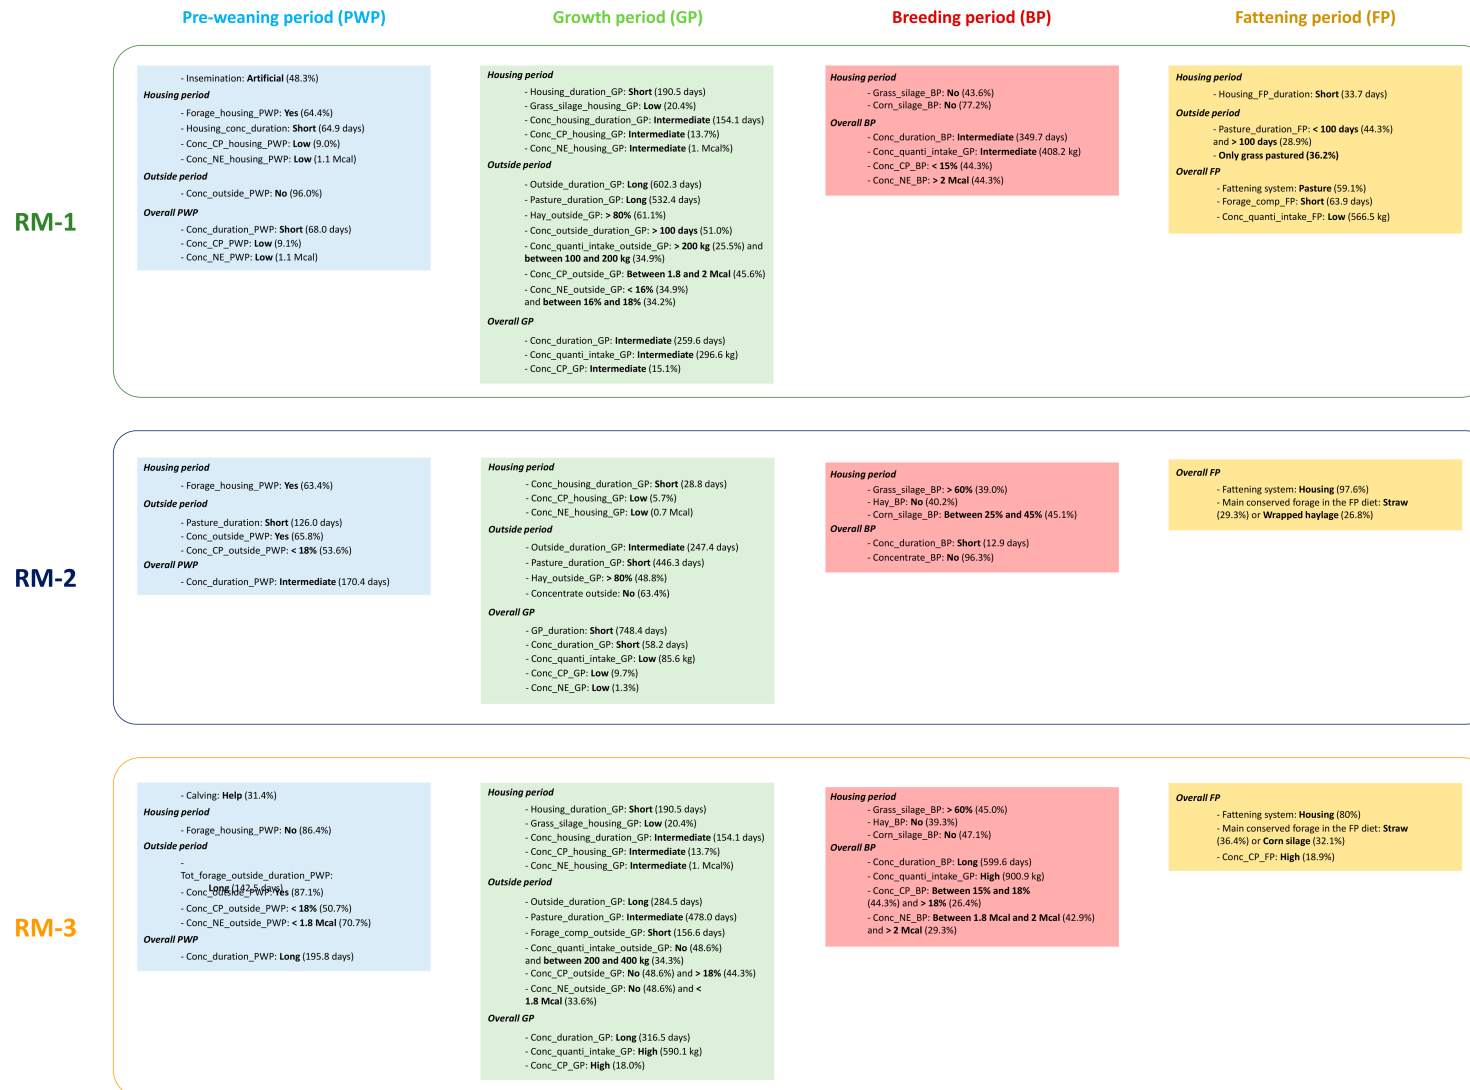 Pre-weaning period (PWP)
Growth period (GP)
Breeding period (BP)
Fattening period (FP)
RM-1
- Insemination: Artificial (48.3%)
Housing period
- Forage_housing_PWP: Yes (64.4%)
- Housing_conc_duration: Short (64.9 days)
- Conc_CP_housing_PWP: Low (9.0%)
- Conc_NE_housing_PWP: Low (1.1 Mcal)
Outside period
- Conc_outside_PWP: No (96.0%)
Overall PWP
- Conc_duration_PWP: Short (68.0 days)
- Conc_CP_PWP: Low (9.1%)
- Conc_NE_PWP: Low (1.1 Mcal)
Housing period
- Housing_duration_GP: Short (190.5 days)
- Grass_silage_housing_GP: Low (20.4%)
- Conc_housing_duration_GP: Intermediate (154.1 days)
- Conc_CP_housing_GP: Intermediate (13.7%)
- Conc_NE_housing_GP: Intermediate (1. Mcal%)
Outside period
- Outside_duration_GP: Long (602.3 days)
- Pasture_duration_GP: Long (532.4 days)
- Hay_outside_GP: > 80% (61.1%)
- Conc_outside_duration_GP: > 100 days (51.0%)
- Conc_quanti_intake_outside_GP: > 200 kg (25.5%) and
between 100 and 200 kg (34.9%)
- Conc_CP_outside_GP: Between 1.8 and 2 Mcal (45.6%)
- Conc_NE_outside_GP: < 16% (34.9%)
and between 16% and 18% (34.2%)
Overall GP
- Conc_duration_GP: Intermediate (259.6 days)
- Conc_quanti_intake_GP: Intermediate (296.6 kg)
- Conc_CP_GP: Intermediate (15.1%)
Housing period
- Grass_silage_BP: No (43.6%)
- Corn_silage_BP: No (77.2%)
Overall BP
- Conc_duration_BP: Intermediate (349.7 days)
- Conc_quanti_intake_GP: Intermediate (408.2 kg)
- Conc_CP_BP: < 15% (44.3%)
- Conc_NE_BP: > 2 Mcal (44.3%)
Housing period
- Housing_FP_duration: Short (33.7 days)
Outside period
- Pasture_duration_FP: < 100 days (44.3%)
and > 100 days (28.9%)
- Only grass pastured (36.2%)
Overall FP
- Fattening system: Pasture (59.1%)
- Forage_comp_FP: Short (63.9 days)
- Conc_quanti_intake_FP: Low (566.5 kg)
RM-2
Housing period
- Forage_housing_PWP: Yes (63.4%)
Outside period
- Pasture_duration: Short (126.0 days)
- Conc_outside_PWP: Yes (65.8%)
- Conc_CP_outside_PWP: < 18% (53.6%)
Overall PWP
- Conc_duration_PWP: Intermediate (170.4 days)
Housing period
- Conc_housing_duration_GP: Short (28.8 days)
- Conc_CP_housing_GP: Low (5.7%)
- Conc_NE_housing_GP: Low (0.7 Mcal)
Outside period
- Outside_duration_GP: Intermediate (247.4 days)
- Pasture_duration_GP: Short (446.3 days)
- Hay_outside_GP: > 80% (48.8%)
- Concentrate outside: No (63.4%)
Overall GP
- GP_duration: Short (748.4 days)
- Conc_duration_GP: Short (58.2 days)
- Conc_quanti_intake_GP: Low (85.6 kg)
- Conc_CP_GP: Low (9.7%)
- Conc_NE_GP: Low (1.3%)
Housing period
- Grass_silage_BP: > 60% (39.0%)
- Hay_BP: No (40.2%)
- Corn_silage_BP: Between 25% and 45% (45.1%)
Overall BP
- Conc_duration_BP: Short (12.9 days)
- Concentrate_BP: No (96.3%)
Overall FP
- Fattening system: Housing (97.6%)
- Main conserved forage in the FP diet: Straw
(29.3%) or Wrapped haylage (26.8%)
RM-3
- Calving: Help (31.4%)
Housing period
- Forage_housing_PWP: No (86.4%)
Outside period
-
Tot_forage_outside_duration_PWP:
Long (142.5 days)
- Conc_outside_PWP: Yes (87.1%)
- Conc_CP_outside_PWP: < 18% (50.7%)
- Conc_NE_outside_PWP: < 1.8 Mcal (70.7%)
Overall PWP
- Conc_duration_PWP: Long (195.8 days)
Housing period
- Housing_duration_GP: Short (190.5 days)
- Grass_silage_housing_GP: Low (20.4%)
- Conc_housing_duration_GP: Intermediate (154.1 days)
- Conc_CP_housing_GP: Intermediate (13.7%)
- Conc_NE_housing_GP: Intermediate (1. Mcal%)
Outside period
- Outside_duration_GP: Long (284.5 days)
- Pasture_duration_GP: Intermediate (478.0 days)
- Forage_comp_outside_GP: Short (156.6 days)
- Conc_quanti_intake_outside_GP: No (48.6%)
and between 200 and 400 kg (34.3%)
- Conc_CP_outside_GP: No (48.6%) and > 18% (44.3%)
- Conc_NE_outside_GP: No (48.6%) and <
1.8 Mcal (33.6%)
Overall GP
- Conc_duration_GP: Long (316.5 days)
- Conc_quanti_intake_GP: High (590.1 kg)
- Conc_CP_GP: High (18.0%)
Housing period
- Grass_silage_BP: > 60% (45.0%)
- Hay_BP: No (39.3%)
- Corn_silage_BP: No (47.1%)
Overall BP
- Conc_duration_BP: Long (599.6 days)
- Conc_quanti_intake_GP: High (900.9 kg)
- Conc_CP_BP: Between 15% and 18%
(44.3%) and > 18% (26.4%)
- Conc_NE_BP: Between 1.8 Mcal and 2 Mcal (42.9%)
and > 2 Mcal (29.3%)
Overall FP
- Fattening system: Housing (80%)
- Main conserved forage in the FP diet: Straw
(36.4%) or Corn silage (32.1%)
- Conc_CP_FP: High (18.9%)